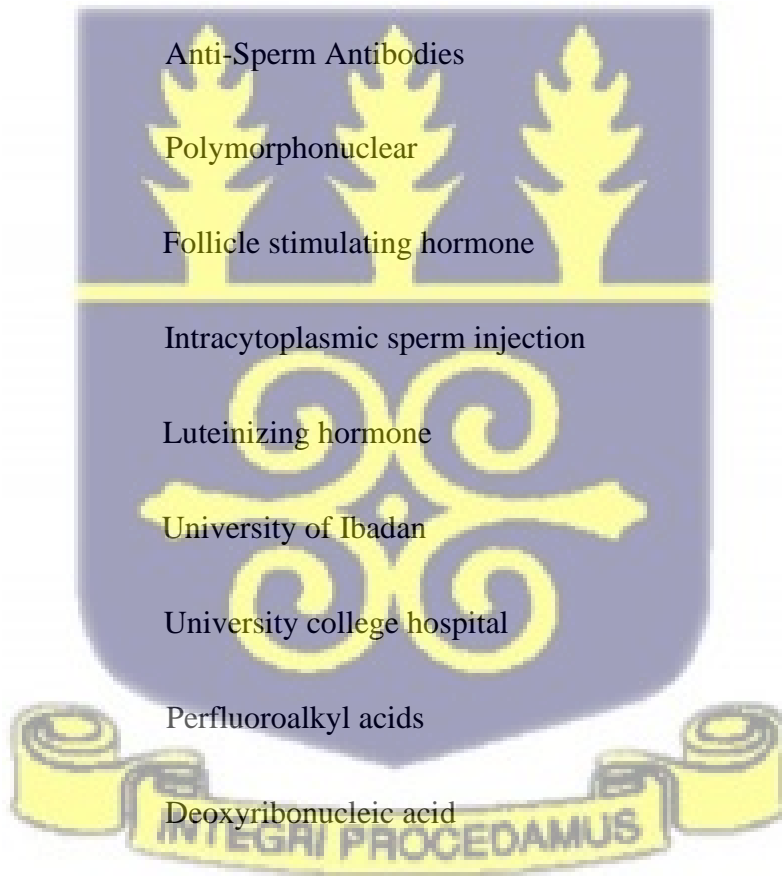 Anti-Sperm Antibodies
Polymorphonuclear
Follicle stimulating hormone
Intracytoplasmic sperm injection
Luteinizing hormone
University of Ibadan
University college hospital
Perfluoroalkyl acids
Deoxyribonucleic acid
INTEGRI PROCEDAMUS